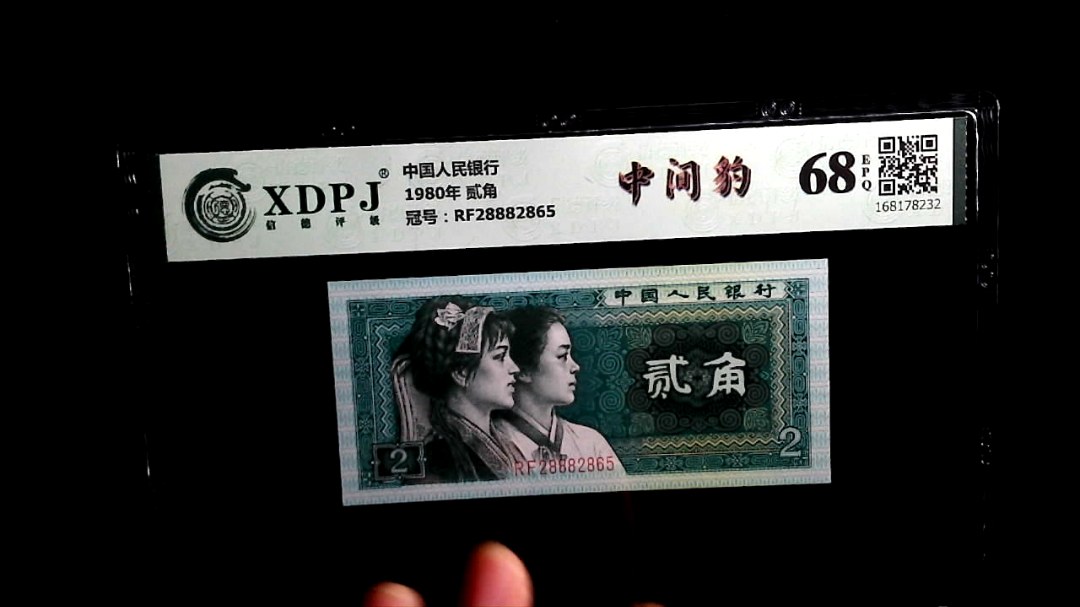 XDPJ®
信德评级
中国人民银行
1980年 贰角
冠号：RF28882865
中间豹
68
EPQ
168178232
中国人民银行
贰角
2
2
RF28882865